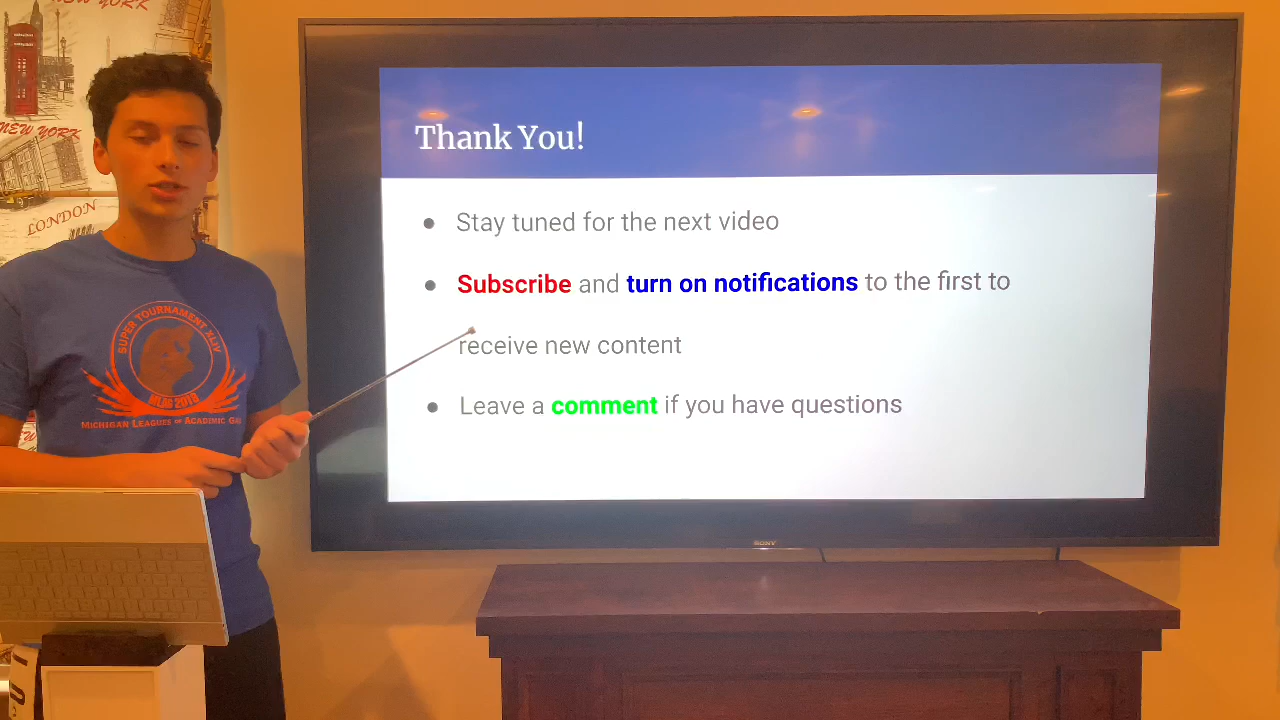 NEW YORK
NEW YORK
LONDON
SUPER TOURNAMENT XLIV
MLAG 2018
MICHIGAN LEAGUES OF ACADEMIC
Thank You!
Stay tuned for the next video
Subscribe and turn on notifications to the first to
receive new content
Leave a comment if you have questions
SONY